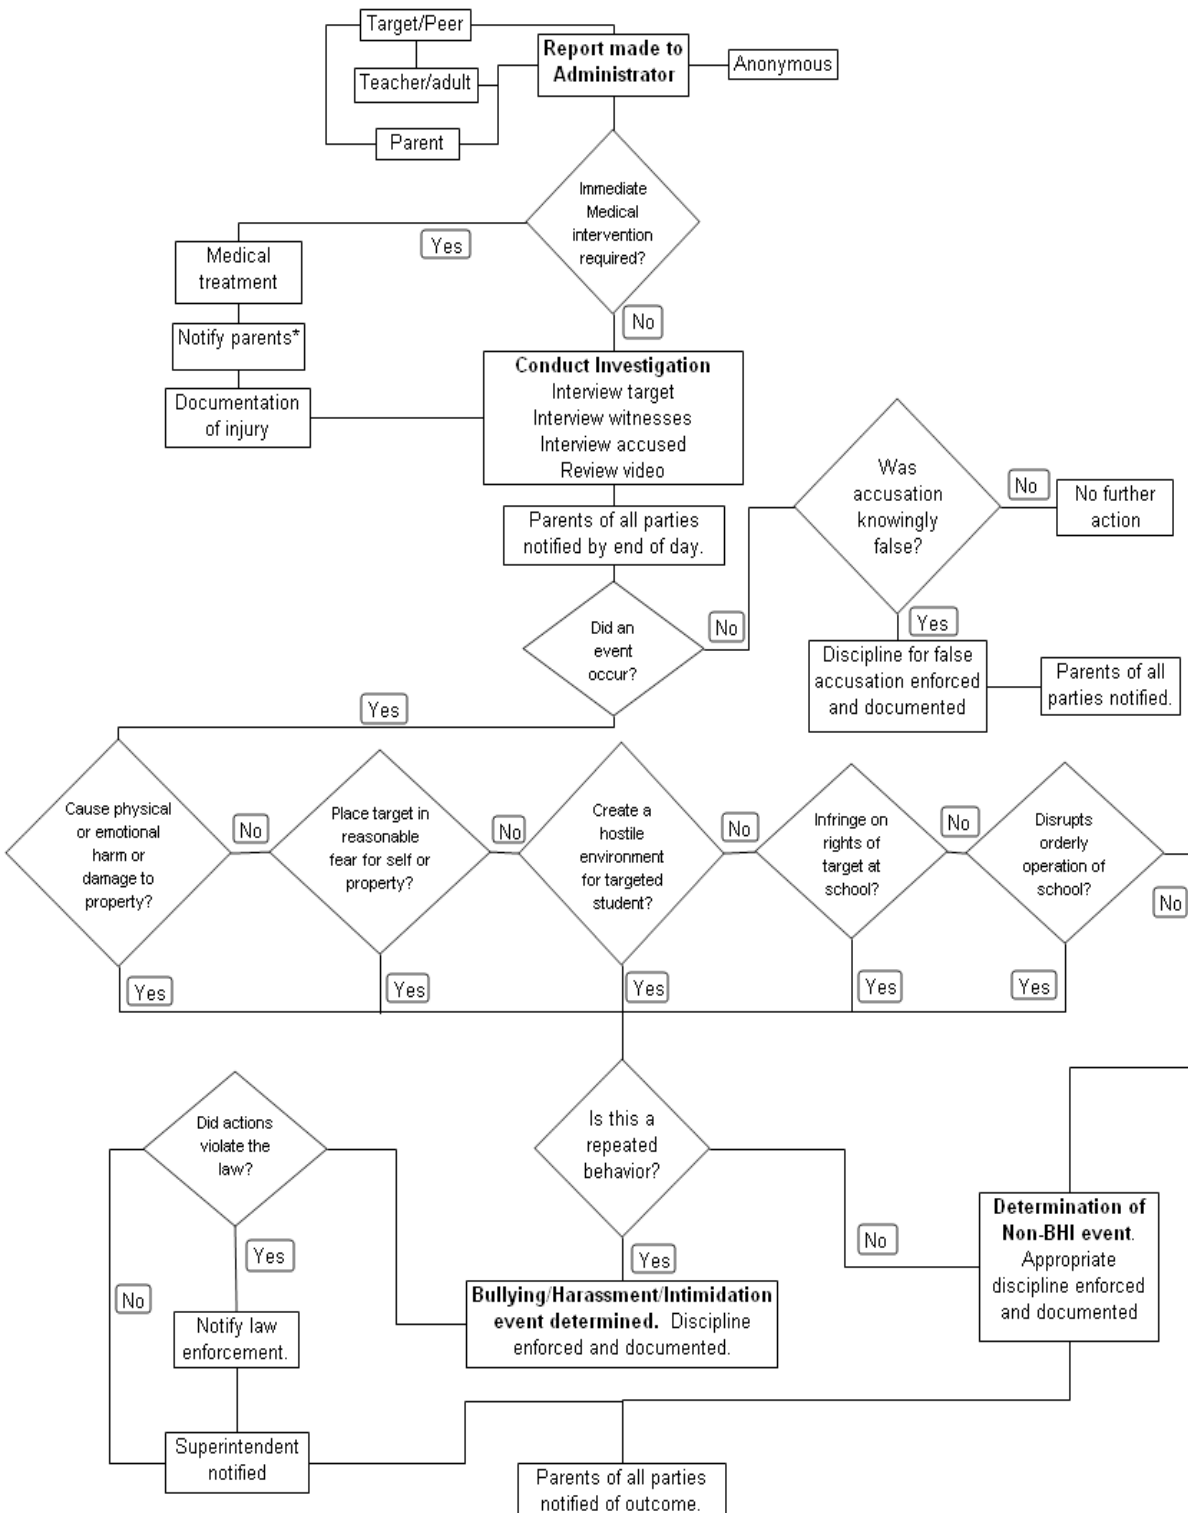 Target/Peer
Report made to
Administrator
Anonymous
Teacher/adult
Parent
Immediate
Medical
intervention
required?
Yes
Medical
treatment
No
Notify parents*
Conduct Investigation
Interview target
Interview witnesses
Interview accused
Review video
Documentation
of injury
Was
accusation
knowingly
false?
No
No further
action
Parents of all parties
notified by end of day.
Did an
event
occur?
No
Yes
Discipline for false
accusation enforced
and documented
Parents of all
parties notified.
Yes
Cause physical
or emotional
harm or
damage to
property?
No
Place target in
reasonable
fear for self or
property?
No
Create a
hostile
environment
for targeted
student?
No
Infringe on
rights of
target at
school?
No
Disrupts
orderly
operation of
school?
No
Yes
Yes
Yes
Yes
Yes
Did actions
violate the
law?
Is this a
repeated
behavior?
Yes
No
No
Yes
Determination of
Non-BHI event.
Appropriate
discipline enforced
and documented
Notify law
enforcement.
Bullying/Harassment/Intimidation
event determined. Discipline
enforced and documented.
Superintendent
notified
Parents of all parties
notified of outcome.